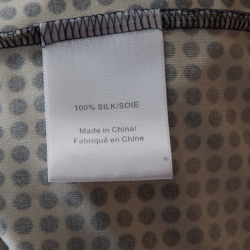 100% SILK/SOIE
Made in China/
Fabriqué en Chine